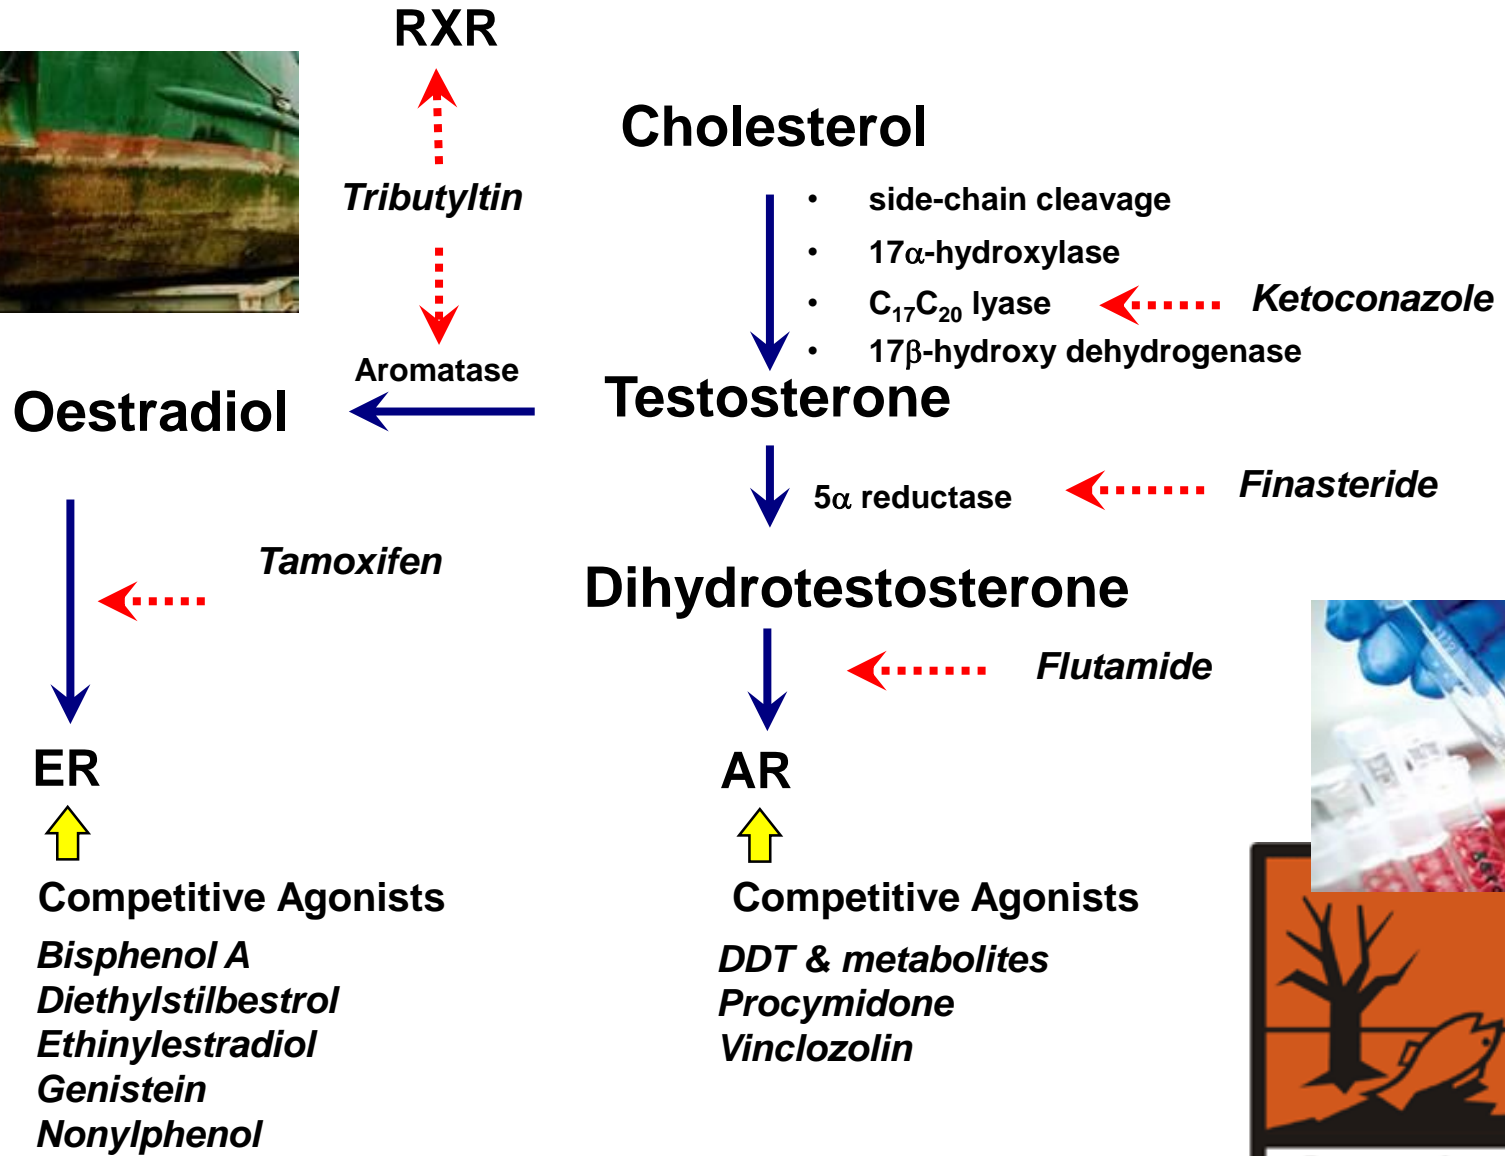 RXR
Cholesterol
Tributyltin
• side-chain cleavage
• 17α-hydroxylase
• C₁₇C₂₀ lyase
Ketoconazole
• 17β-hydroxy dehydrogenase
Aromatase
Oestradiol
Testosterone
5α reductase
Finasteride
Tamoxifen
Dihydrotestosterone
Flutamide
ER
AR
Competitive Agonists
Bisphenol A
Diethylstilbestrol
Ethinylestradiol
Genistein
Nonylphenol
Competitive Agonists
DDT & metabolites
Procymidone
Vinclozolin